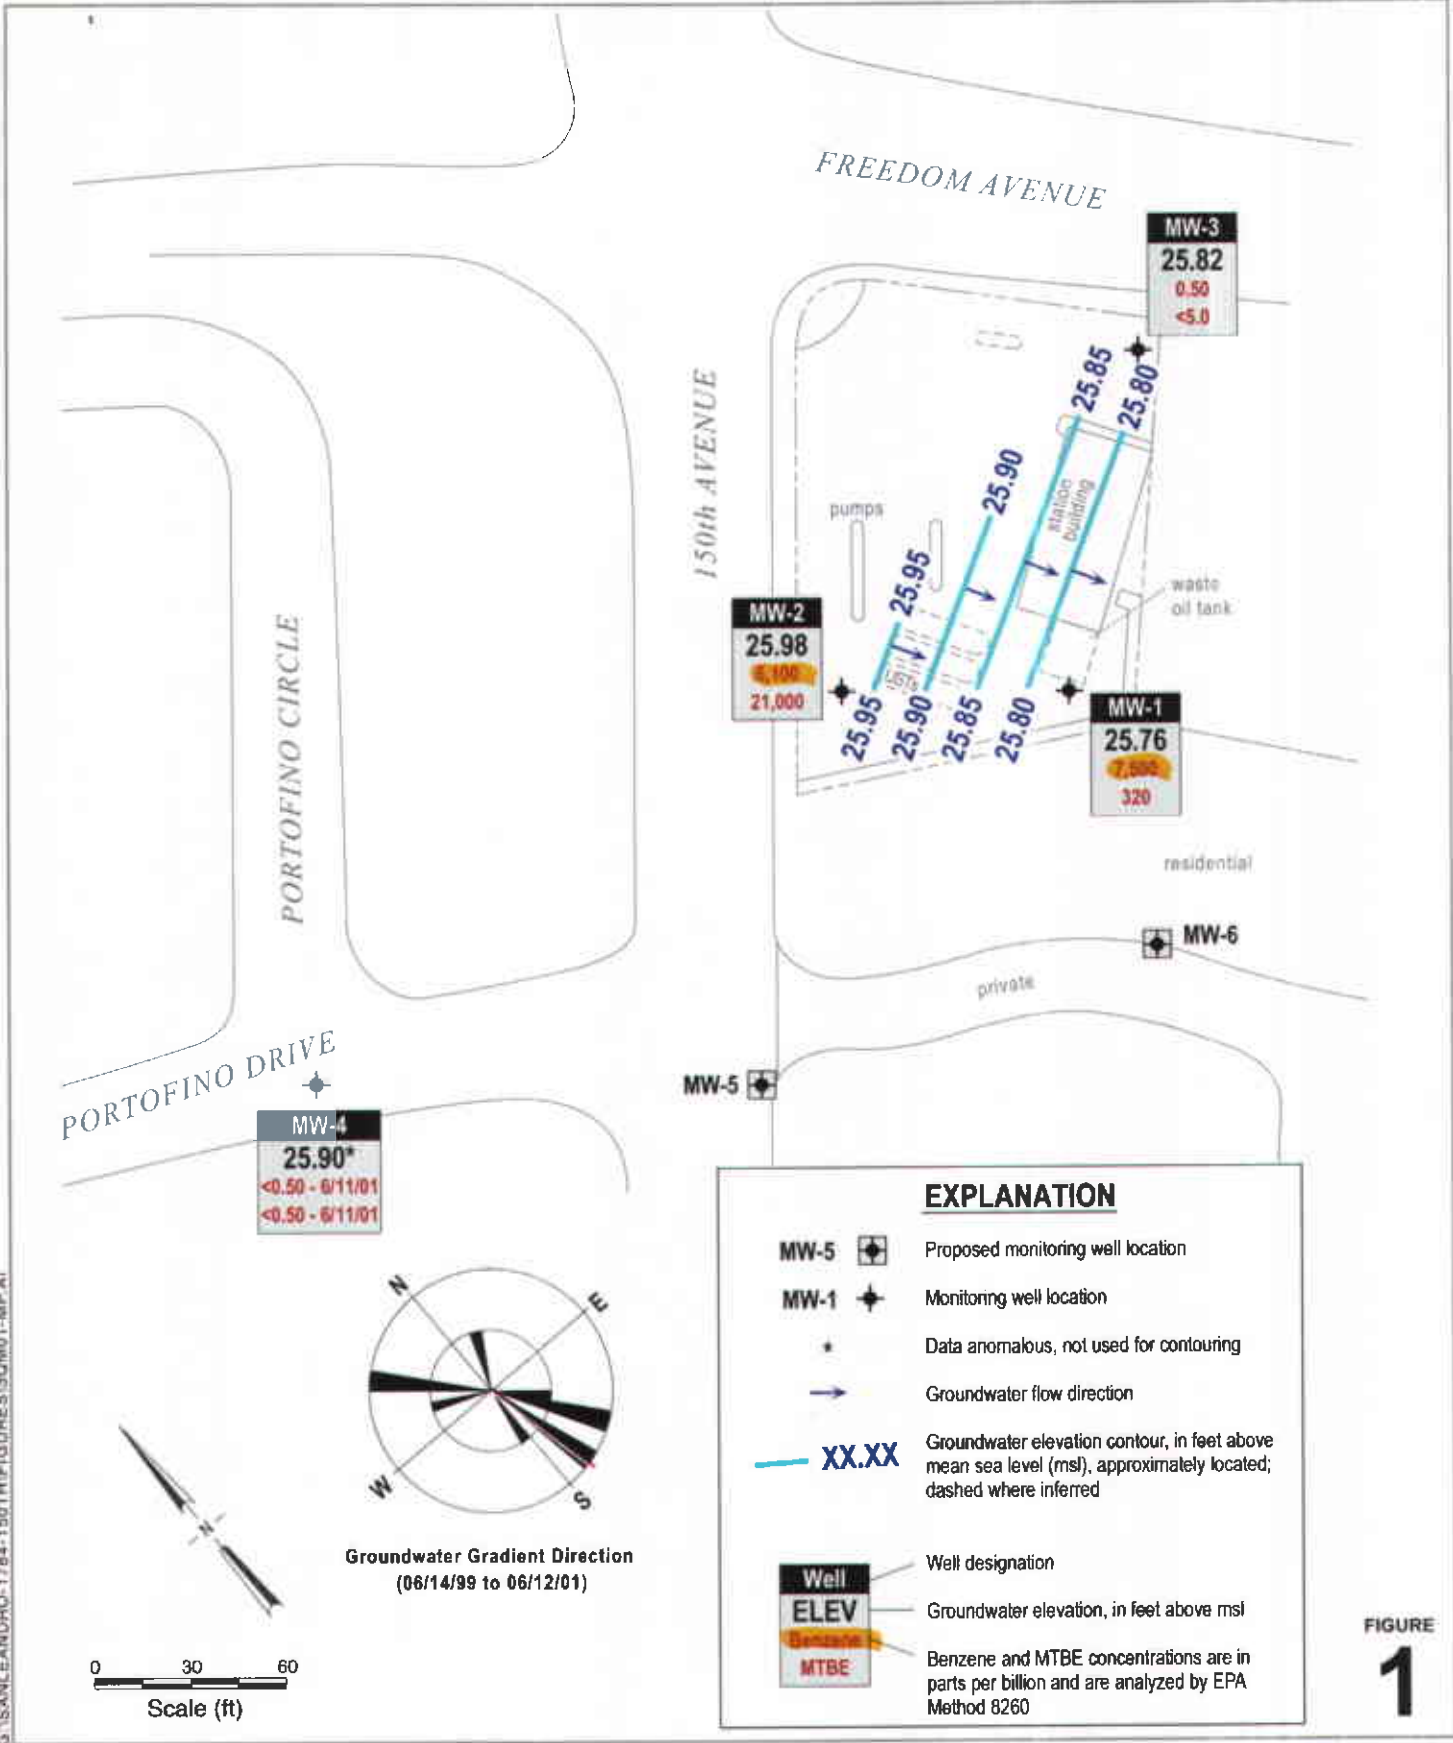 FREEDOM AVENUE
MW-3
25.82
0.50
<5.0
25.85
25.80
25.90
25.95
150th AVENUE
pumps
station
building
waste
oil tank
MW-2
25.98
21,000
25.95
25.90
25.85
25.80
MW-1
25.76
320
PORTOFINO CIRCLE
residential
MW-6
private
MW-5
PORTOFINO DRIVE
MW-4
25.90*
<0.50 - 6/11/01
<0.50 - 6/11/01
N
E
W
S
Groundwater Gradient Direction
(06/14/99 to 06/12/01)
N
0 30 60
Scale (ft)
EXPLANATION
MW-5 Proposed monitoring well location
MW-1 Monitoring well location
* Data anomalous, not used for contouring
Groundwater flow direction
XX.XX Groundwater elevation contour, in feet above
mean sea level (msl), approximately located;
dashed where inferred
Well Well designation
ELEV Groundwater elevation, in feet above msl
Benzene
MTBE
Benzene and MTBE concentrations are in
parts per billion and are analyzed by EPA
Method 8260
FIGURE
1